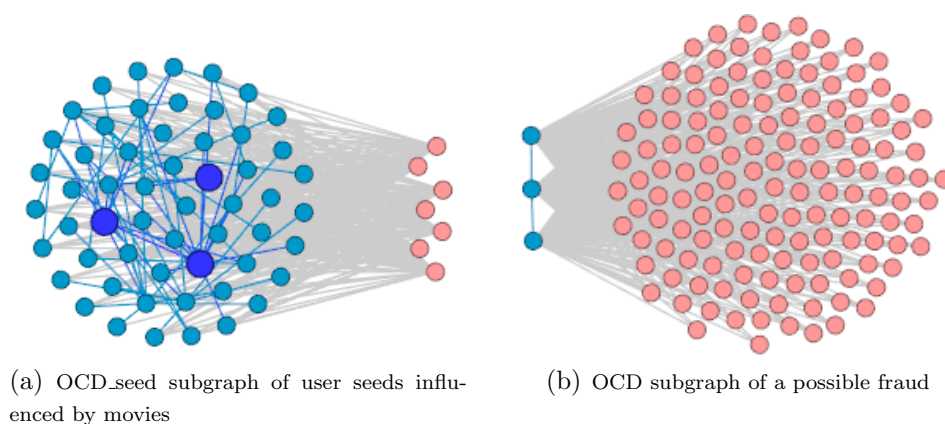 (a) OCD_seed subgraph of user seeds influ-
enced by movies
(b) OCD subgraph of a possible fraud